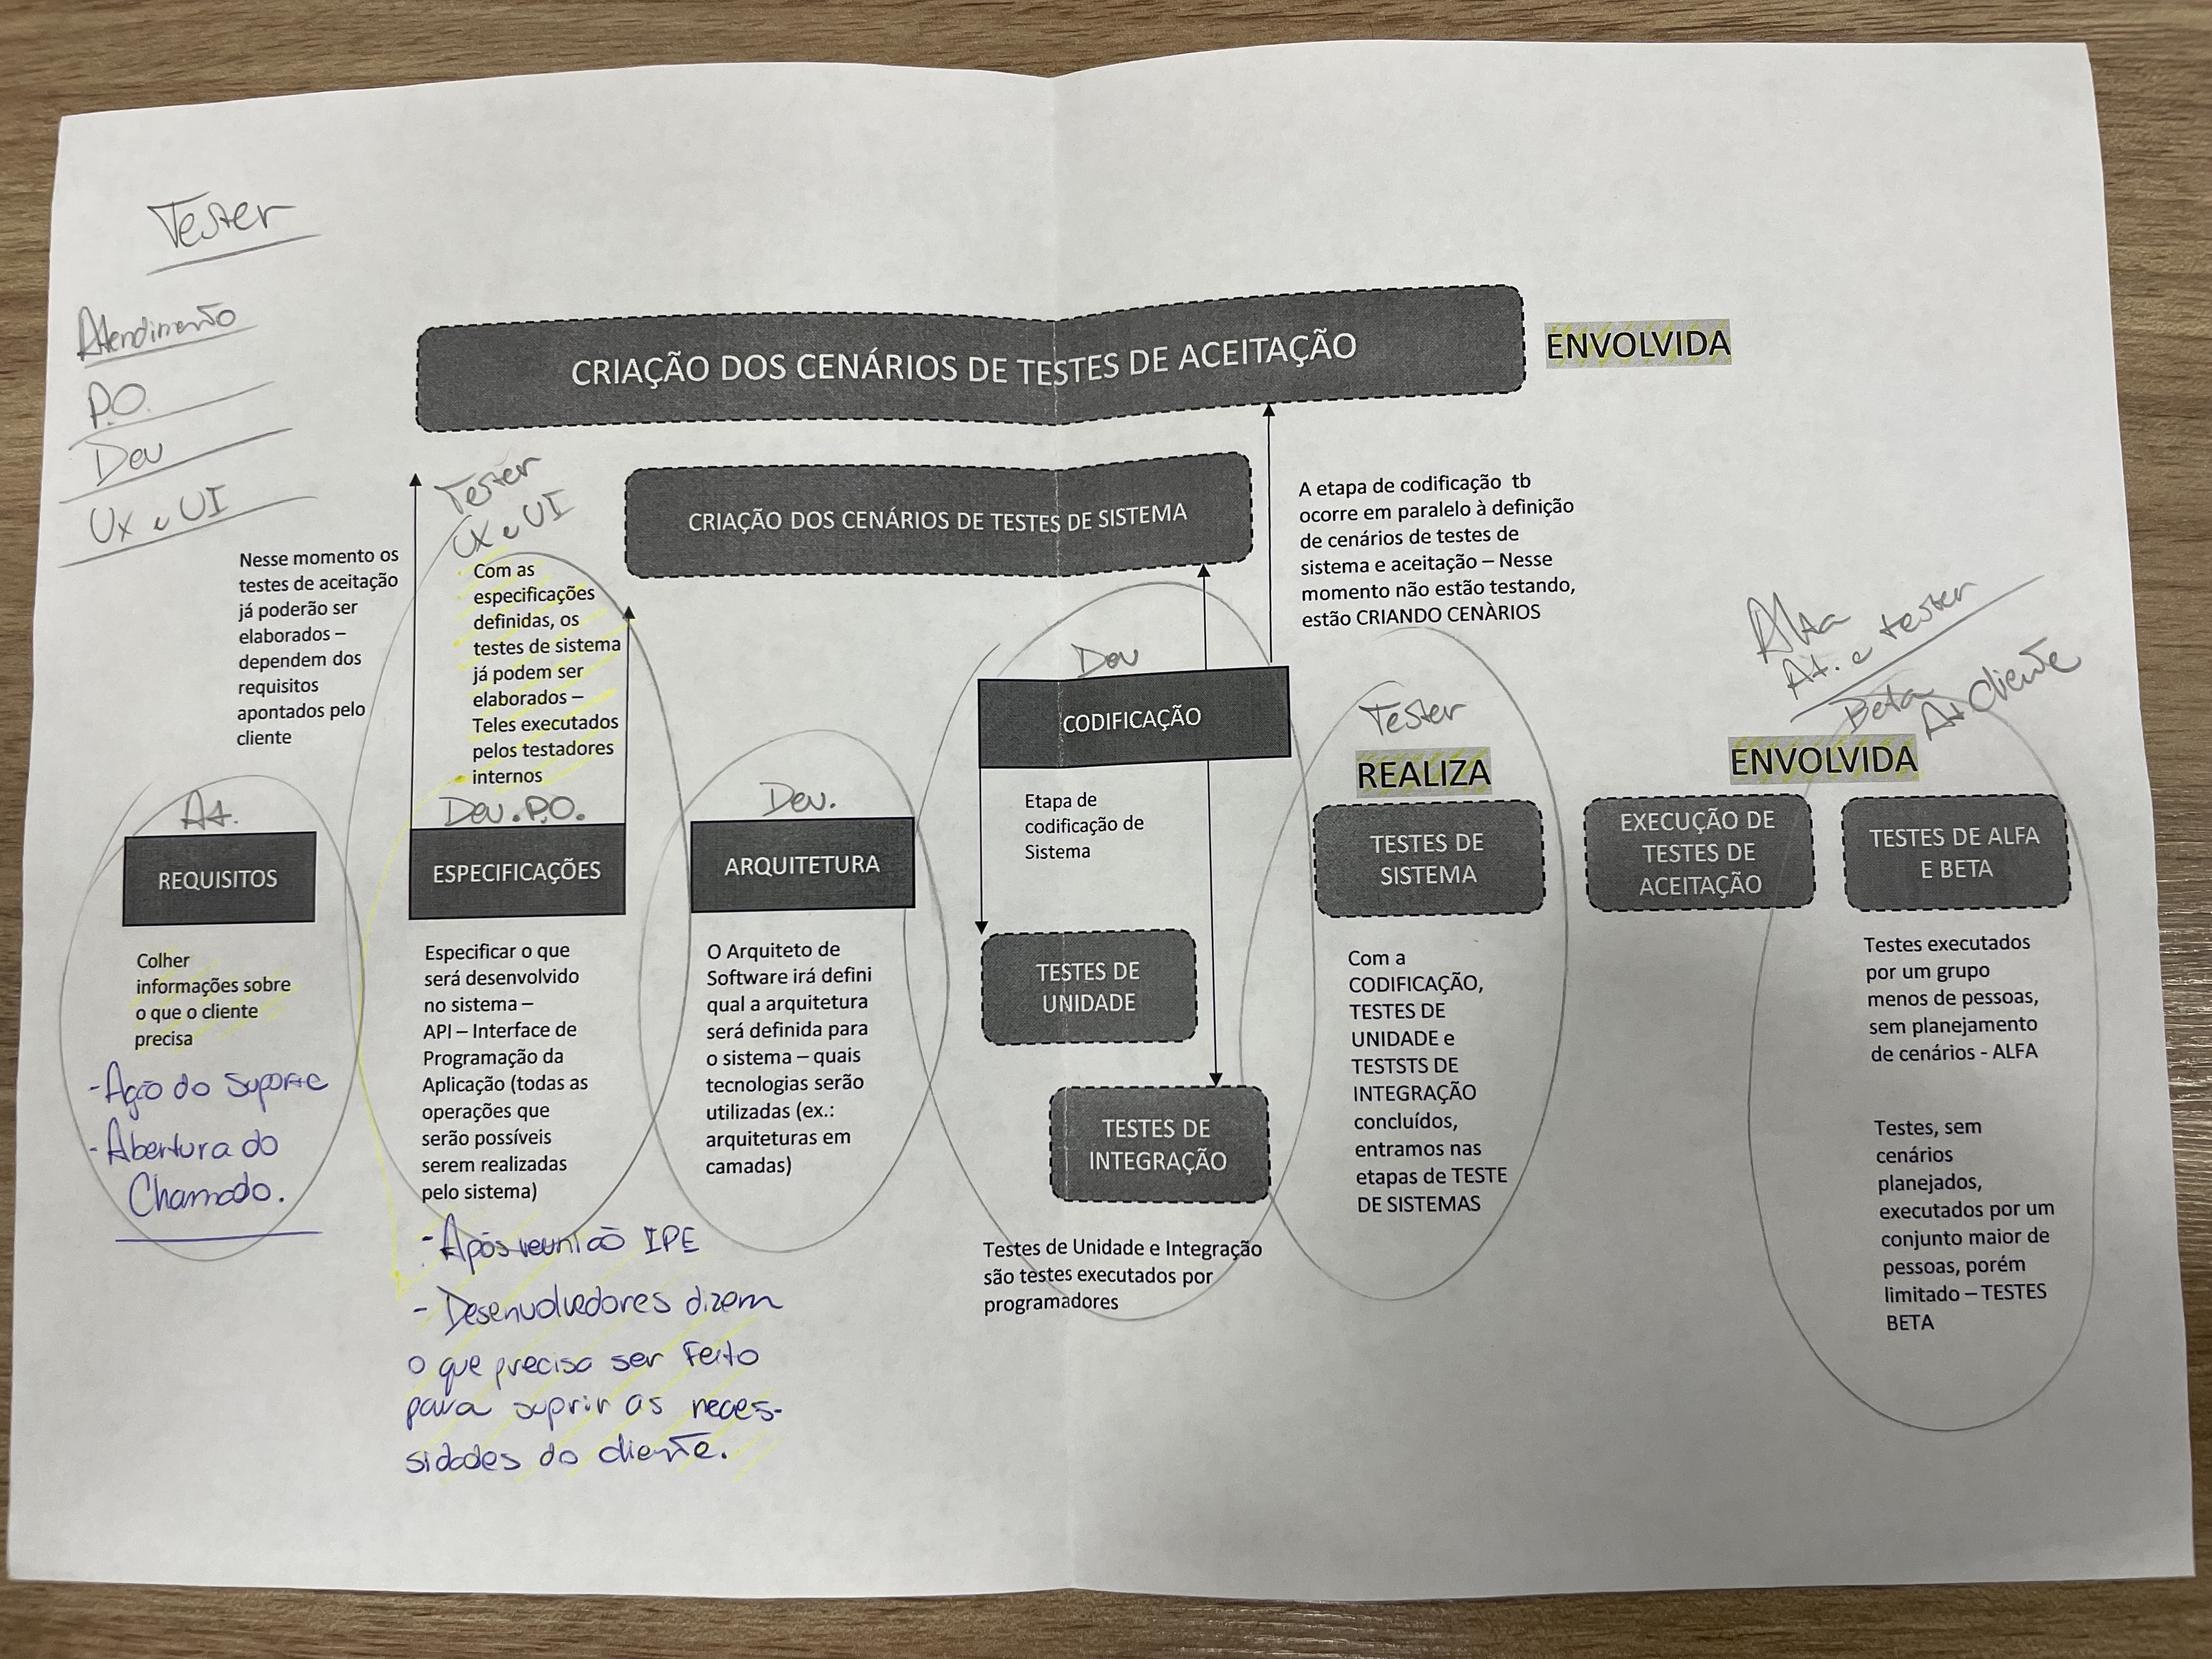 Tester
Atendimento
P.O.
Dev
Ux e UI
CRIAÇÃO DOS CENÁRIOS DE TESTES DE ACEITAÇÃO
ENVOLVIDA
Nesse momento os
testes de aceitação
já poderão ser
elaborados –
dependem dos
requisitos
apontados pelo
cliente
Tester
Ux e UI
Com as
especificações
definidas, os
testes de sistema
já podem ser
elaborados –
Teles executados
pelos testadores
internos
CRIAÇÃO DOS CENÁRIOS DE TESTES DE SISTEMA
A etapa de codificação tb
ocorre em paralelo à definição
de cenários de testes de
sistema e aceitação – Nesse
momento não estão testando,
estão CRIANDO CENÀRIOS
At.
REQUISITOS
Colher
informações sobre
o que o cliente
precisa
- Ação do Suporte
- Abertura do
Chamado.
Dev. P.O.
ESPECIFICAÇÕES
Especificar o que
será desenvolvido
no sistema –
API – Interface de
Programação da
Aplicação (todas as
operações que
serão possíveis
serem realizadas
pelo sistema)
- Após reunião IPE
- Desenvolvedores dizem
o que precisa ser feito
para suprir as neces-
sidades do cliente.
Dev.
ARQUITETURA
O Arquiteto de
Software irá defini
qual a arquitetura
será definida para
o sistema – quais
tecnologias serão
utilizadas (ex.:
arquiteturas em
camadas)
Dev
CODIFICAÇÃO
Etapa de
codificação de
Sistema
TESTES DE
UNIDADE
TESTES DE
INTEGRAÇÃO
Testes de Unidade e Integração
são testes executados por
programadores
Tester
REALIZA
TESTES DE
SISTEMA
Com a
CODIFICAÇÃO,
TESTES DE
UNIDADE e
TESTSTS DE
INTEGRAÇÃO
concluídos,
entramos nas
etapas de TESTE
DE SISTEMAS
At. e tester
Beta
At cliente
ENVOLVIDA
EXECUÇÃO DE
TESTES DE
ACEITAÇÃO
TESTES DE ALFA
E BETA
Testes executados
por um grupo
menos de pessoas,
sem planejamento
de cenários - ALFA
Testes, sem
cenários
planejados,
executados por um
conjunto maior de
pessoas, porém
limitado – TESTES
BETA